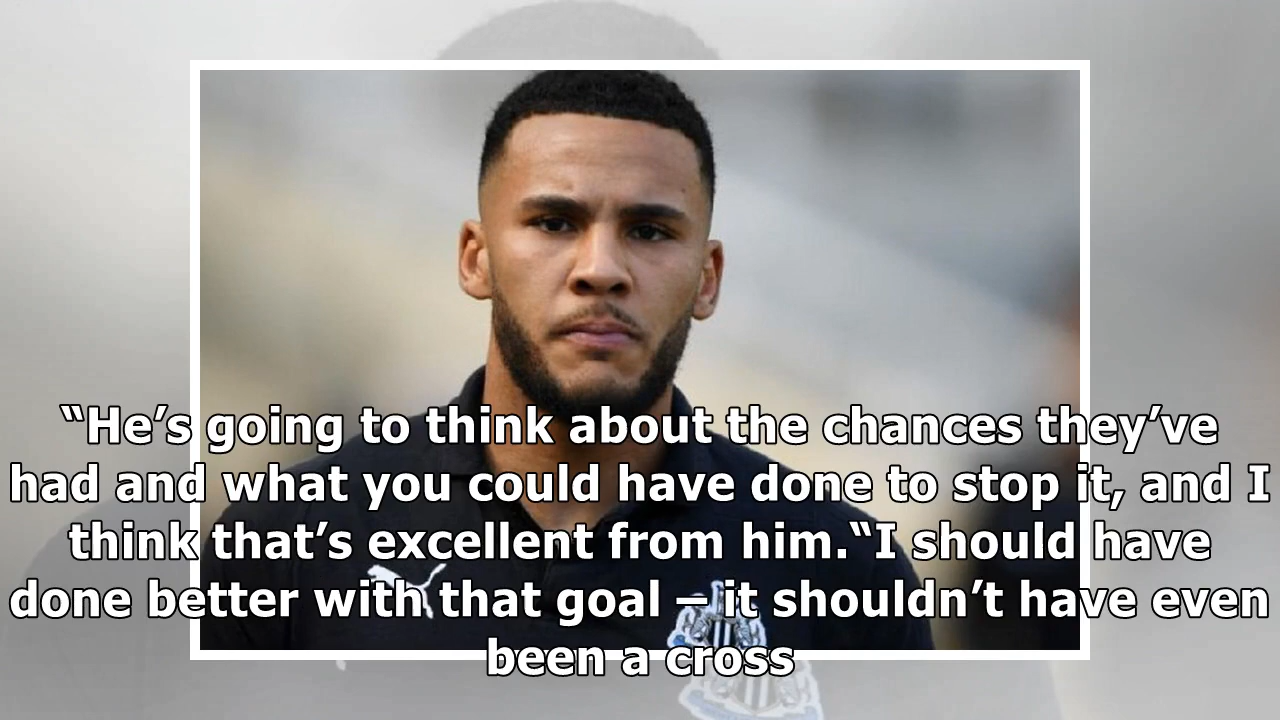 “He’s going to think about the chances they’ve
had and what you could have done to stop it, and I
think that’s excellent from him.“I should have
done better with that goal – it shouldn’t have even
been a cross